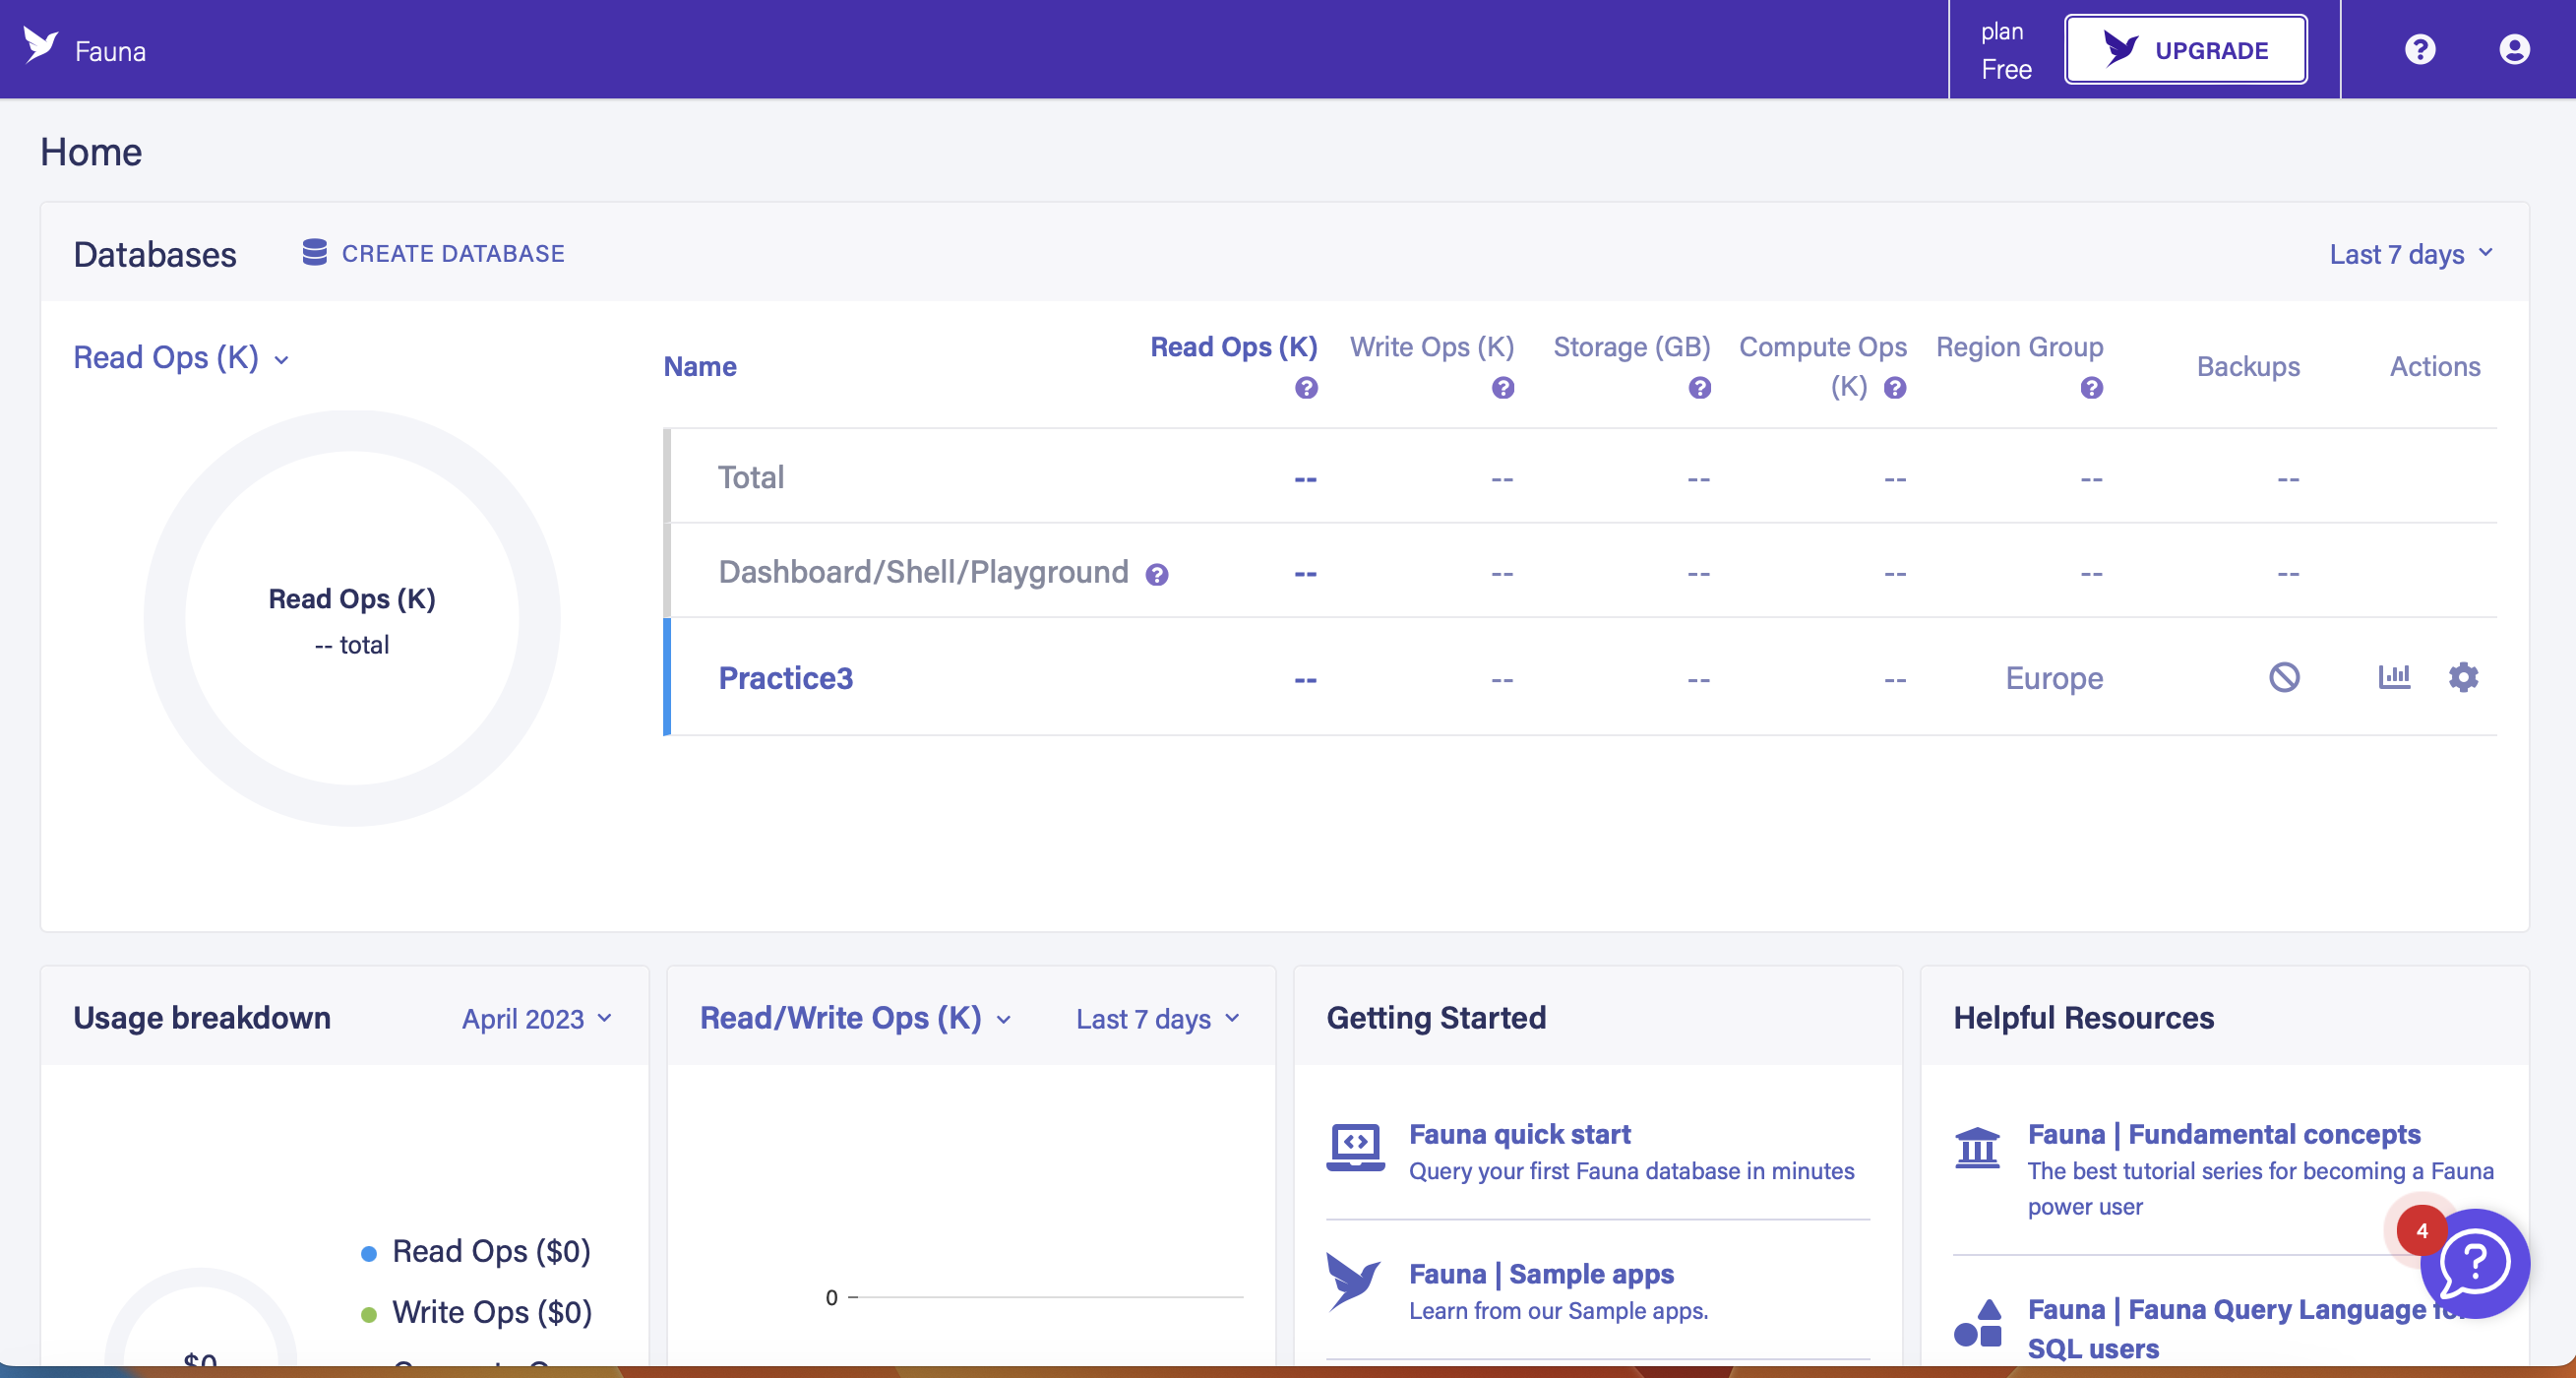 Fauna
plan
Free
UPGRADE
Home
Databases
CREATE DATABASE
Last 7 days
Read Ops (K)
Read Ops (K)
-- total
Name Read Ops (K) Write Ops (K) Storage (GB) Compute Ops (K) Region Group Backups Actions
Total -- -- -- -- -- --
Dashboard/Shell/Playground -- -- -- -- -- --
Practice3 -- -- -- -- Europe
Usage breakdown
April 2023
Read Ops ($0)
Write Ops ($0)
$0
Read/Write Ops (K)
Last 7 days
0
Getting Started
Fauna quick start
Query your first Fauna database in minutes
Fauna | Sample apps
Learn from our Sample apps.
Helpful Resources
Fauna | Fundamental concepts
The best tutorial series for becoming a Fauna
power user
4
Fauna | Fauna Query Language
SQL users